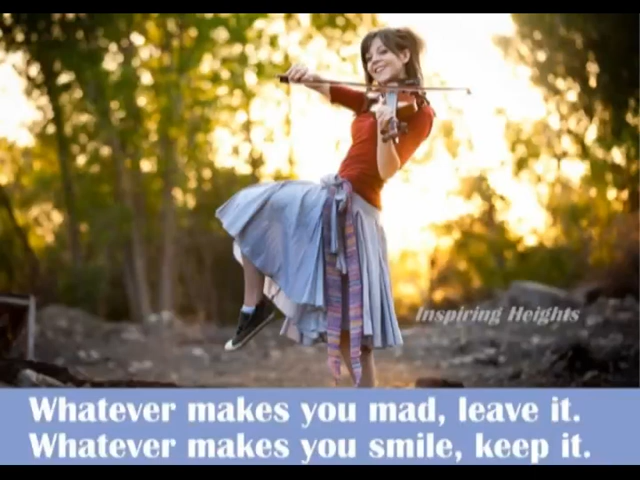 Inspiring Heights
Whatever makes you mad, leave it.
Whatever makes you smile, keep it.